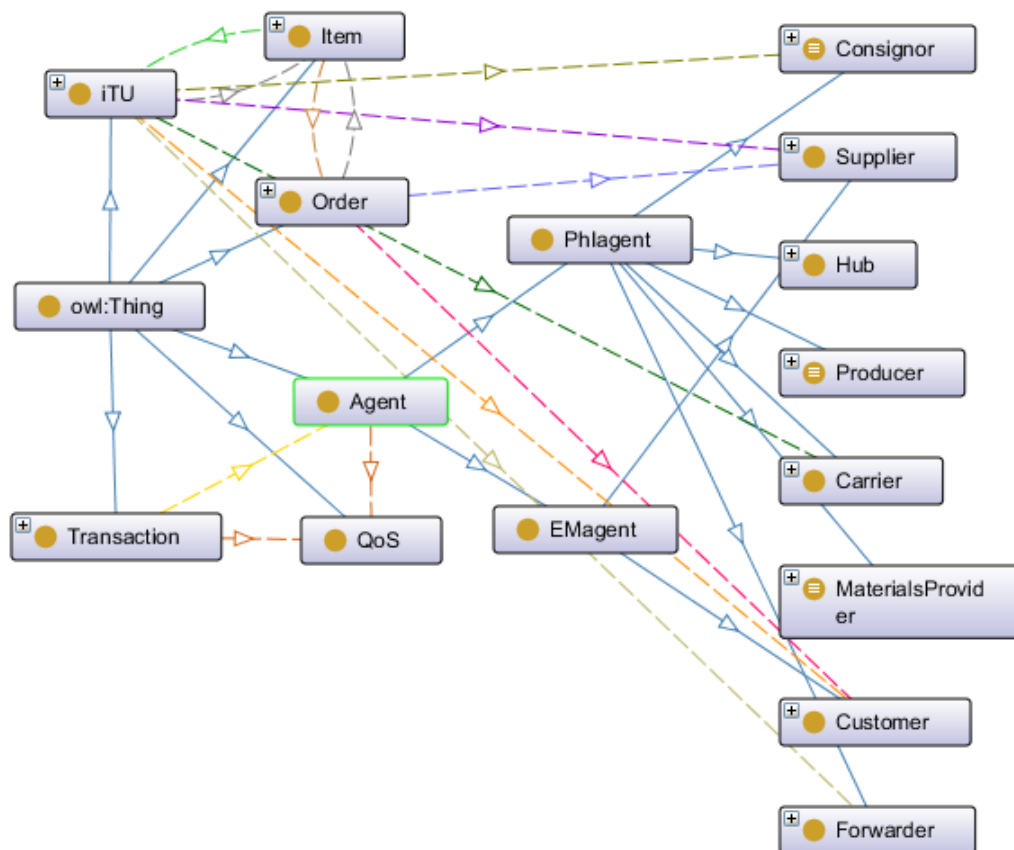 Item
Consignor
iTU
Supplier
Order
PhIagent
Hub
owl:Thing
Producer
Agent
Carrier
Transaction
QoS
EMagent
MaterialsProvid
er
Customer
Forwarder